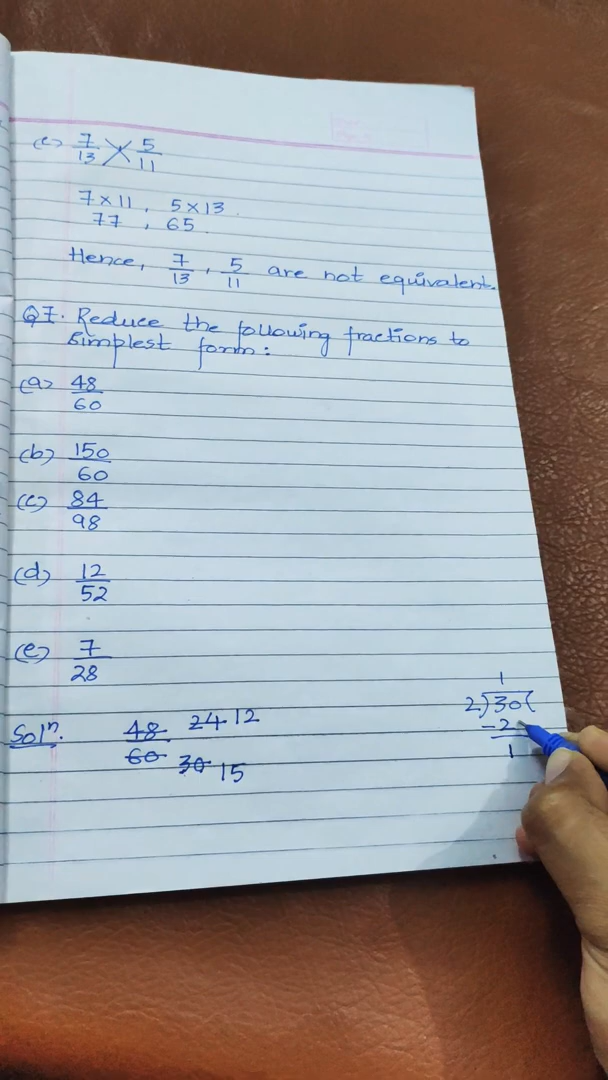 (e) 7/13 × 5/11
7×11, 5×13
77, 65
Hence, 7/13, 5/11 are not equivalent.
Q7. Reduce the following fractions to
simplest form:
(a) 48/60
(b) 150/60
(c) 84/98
(d) 12/52
(e) 7/28
Solⁿ. 48/60 24/30 12/15
1
2)30(
-2
1